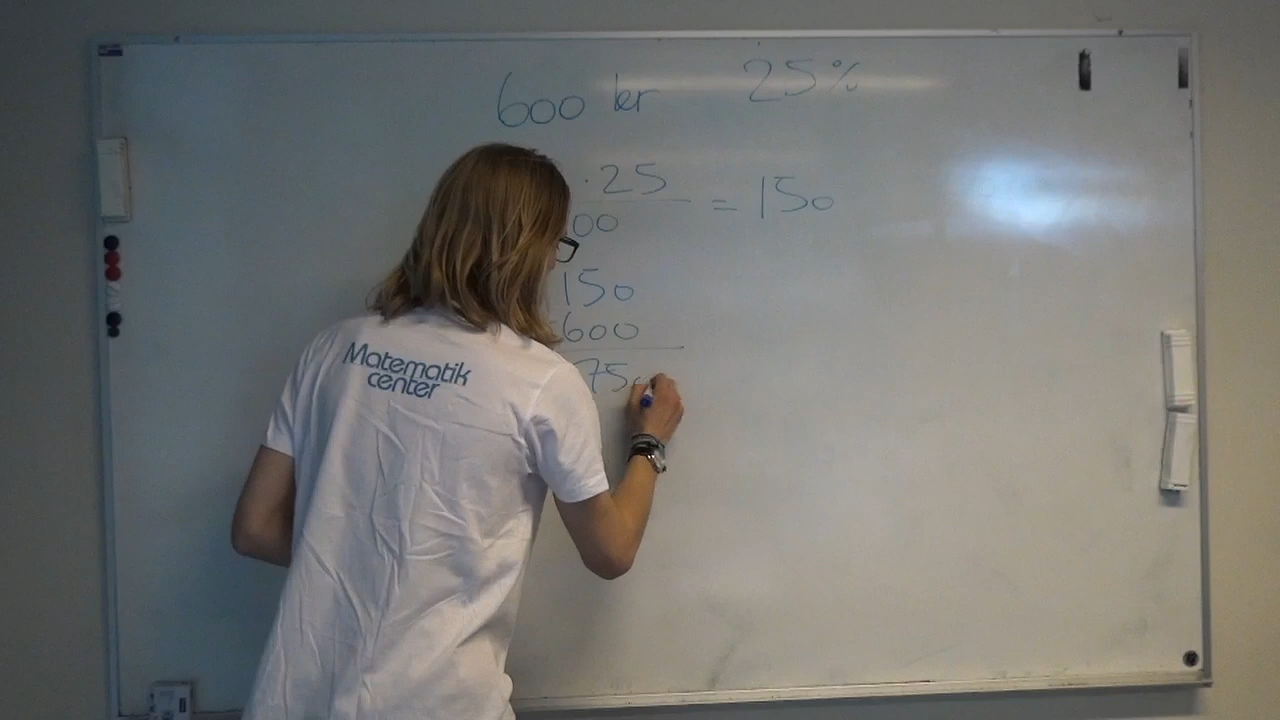 600 kr 25%
· 25
00 = 150
150
600
750
Matematik
center